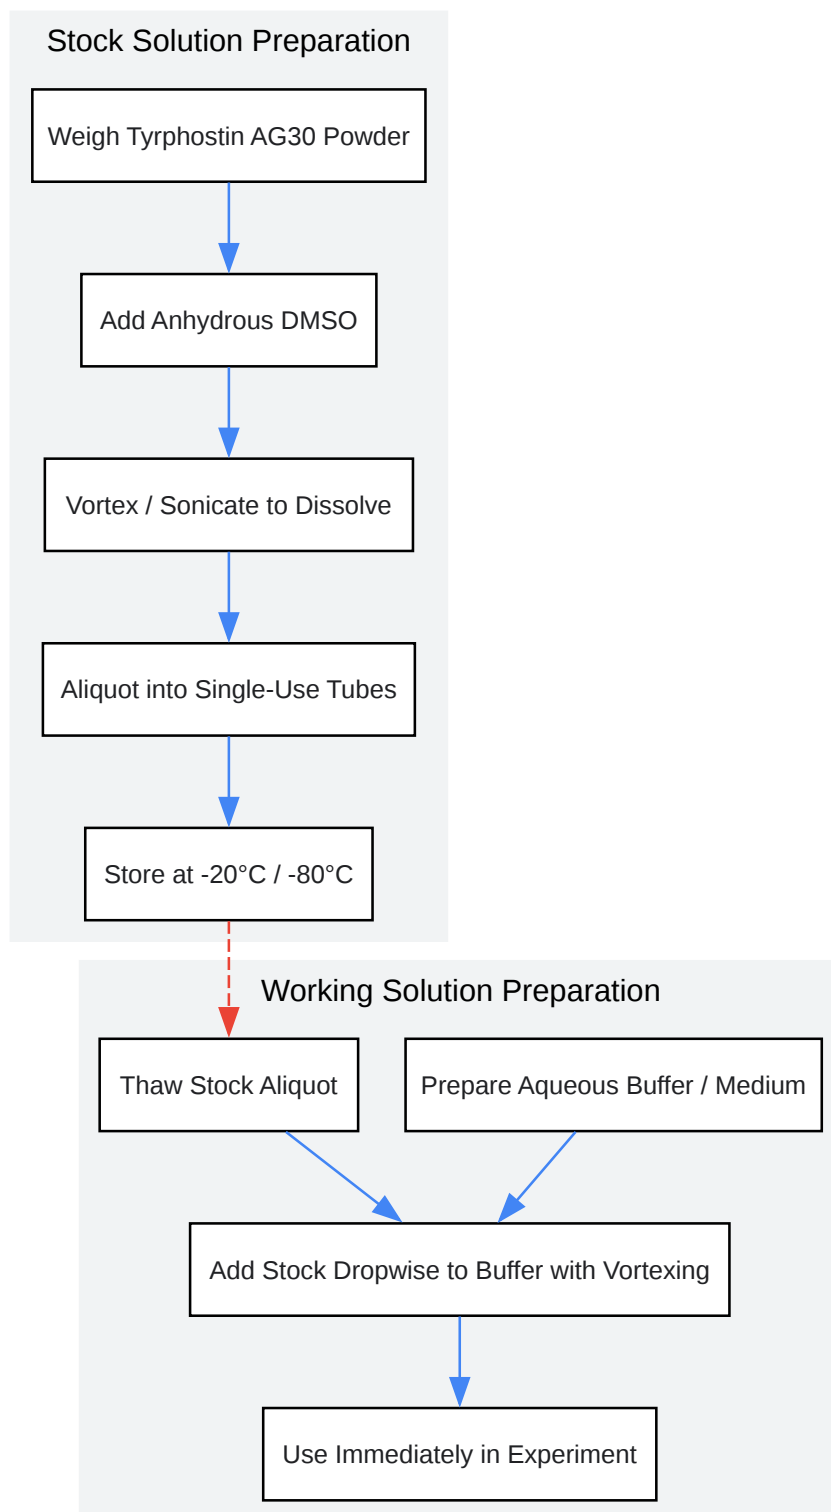 Stock Solution Preparation
Weigh Tyrphostin AG30 Powder
Add Anhydrous DMSO
Vortex / Sonicate to Dissolve
Aliquot into Single-Use Tubes
Store at -20°C / -80°C
Working Solution Preparation
Thaw Stock Aliquot
Prepare Aqueous Buffer / Medium
Add Stock Dropwise to Buffer with Vortexing
Use Immediately in Experiment